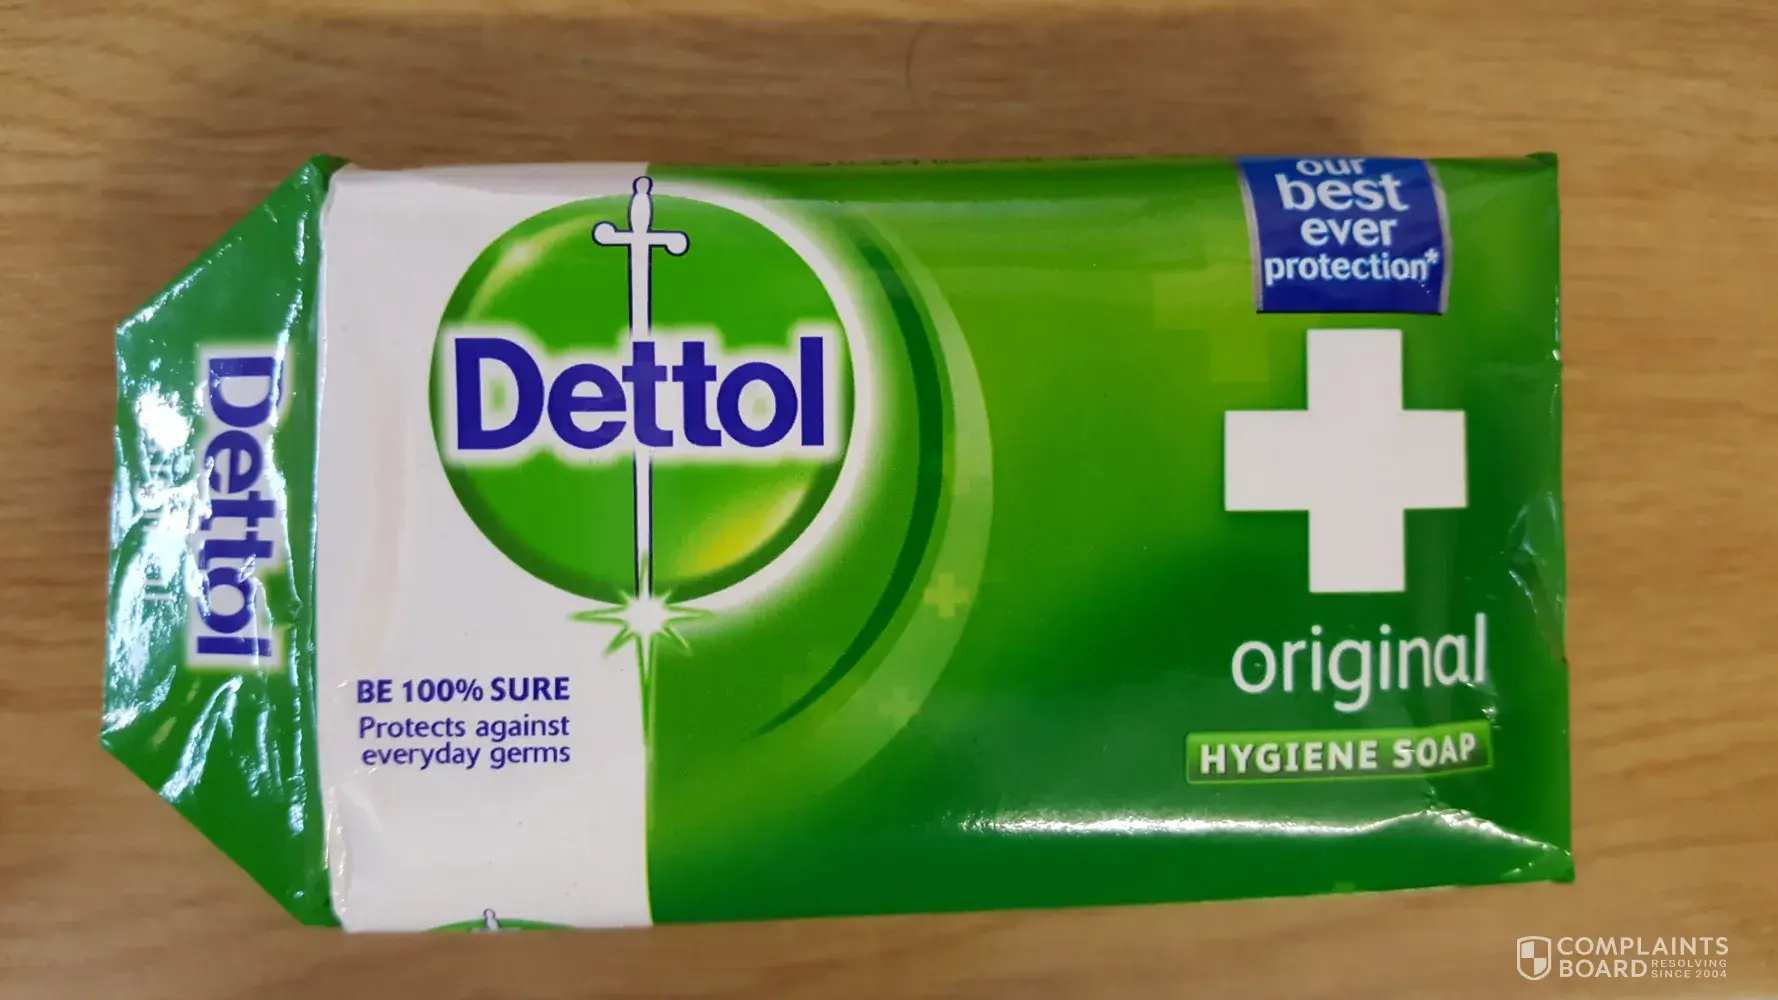 our
best
ever
protection*
Dettol
Dettol
original
BE 100% SURE
Protects against
everyday germs
original
HYGIENE SOAP
COMPLAINTS
BOARD RESOLVING
SINCE 2004